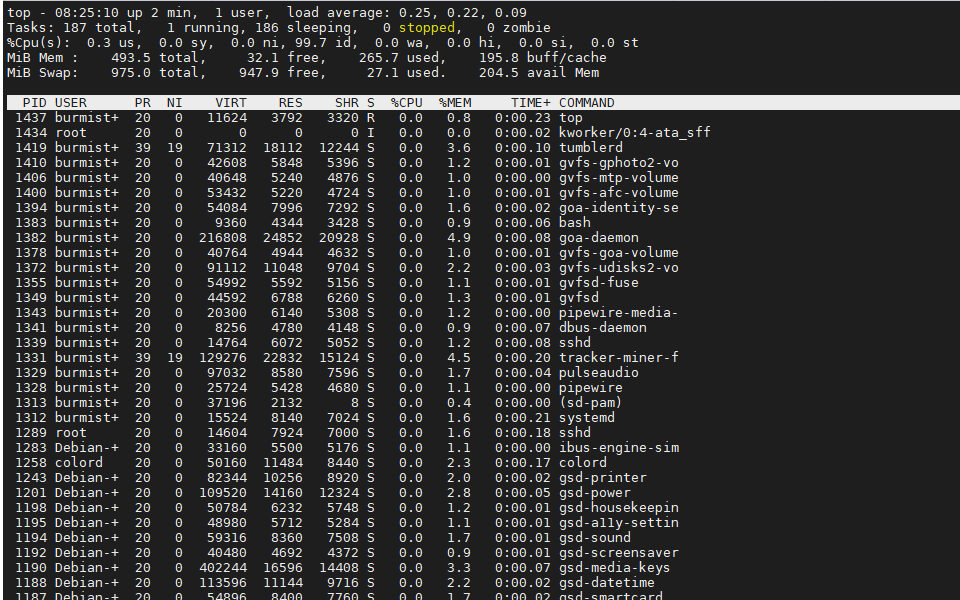 top - 08:25:10 up 2 min,  1 user,  load average: 0.25, 0.22, 0.09
Tasks: 187 total,   1 running, 186 sleeping,   0 stopped,   0 zombie
%Cpu(s):  0.3 us,  0.0 sy,  0.0 ni, 99.7 id,  0.0 wa,  0.0 hi,  0.0 si,  0.0 st
MiB Mem :    493.5 total,     32.1 free,    265.7 used,    195.8 buff/cache
MiB Swap:    975.0 total,    947.9 free,     27.1 used.    204.5 avail Mem
PID USER      PR  NI    VIRT    RES    SHR S  %CPU  %MEM     TIME+ COMMAND
1437 burmist+  20   0   11624   3792   3320 R   0.0   0.8   0:00.23 top
1434 root      20   0       0      0      0 I   0.0   0.0   0:00.02 kworker/0:4-ata_sff
1419 burmist+  39  19   71312  18112  12244 S   0.0   3.6   0:00.10 tumblerd
1410 burmist+  20   0   42608   5848   5396 S   0.0   1.2   0:00.01 gvfs-gphoto2-vo
1406 burmist+  20   0   40648   5240   4876 S   0.0   1.0   0:00.00 gvfs-mtp-volume
1400 burmist+  20   0   53432   5220   4724 S   0.0   1.0   0:00.01 gvfs-afc-volume
1394 burmist+  20   0   54084   7996   7292 S   0.0   1.6   0:00.02 goa-identity-se
1383 burmist+  20   0    9360   4344   3428 S   0.0   0.9   0:00.06 bash
1382 burmist+  20   0  216808  24852  20928 S   0.0   4.9   0:00.08 goa-daemon
1378 burmist+  20   0   40764   4944   4632 S   0.0   1.0   0:00.01 gvfs-goa-volume
1372 burmist+  20   0   91112  11048   9704 S   0.0   2.2   0:00.03 gvfs-udisks2-vo
1355 burmist+  20   0   54992   5592   5156 S   0.0   1.1   0:00.01 gvfsd-fuse
1349 burmist+  20   0   44592   6788   6260 S   0.0   1.3   0:00.01 gvfsd
1343 burmist+  20   0   20300   6140   5308 S   0.0   1.2   0:00.00 pipewire-media-
1341 burmist+  20   0    8256   4780   4148 S   0.0   0.9   0:00.07 dbus-daemon
1339 burmist+  20   0   14764   6072   5052 S   0.0   1.2   0:00.08 sshd
1331 burmist+  39  19  129276  22832  15124 S   0.0   4.5   0:00.20 tracker-miner-f
1329 burmist+  20   0   97032   8580   7596 S   0.0   1.7   0:00.04 pulseaudio
1328 burmist+  20   0   25724   5428   4680 S   0.0   1.1   0:00.00 pipewire
1313 burmist+  20   0   37196   2132      8 S   0.0   0.4   0:00.00 (sd-pam)
1312 burmist+  20   0   15524   8140   7024 S   0.0   1.6   0:00.21 systemd
1289 root      20   0   14604   7924   7000 S   0.0   1.6   0:00.18 sshd
1283 Debian-+  20   0   33160   5500   5176 S   0.0   1.1   0:00.00 ibus-engine-sim
1258 colord    20   0   50160  11484   8440 S   0.0   2.3   0:00.17 colord
1243 Debian-+  20   0   82344  10256   8920 S   0.0   2.0   0:00.02 gsd-printer
1201 Debian-+  20   0  109520  14160  12324 S   0.0   2.8   0:00.05 gsd-power
1198 Debian-+  20   0   50784   6232   5748 S   0.0   1.2   0:00.01 gsd-housekeepin
1195 Debian-+  20   0   48980   5712   5284 S   0.0   1.1   0:00.01 gsd-a11y-settin
1194 Debian-+  20   0   59316   8360   7508 S   0.0   1.7   0:00.01 gsd-sound
1192 Debian-+  20   0   40480   4692   4372 S   0.0   0.9   0:00.01 gsd-screensaver
1190 Debian-+  20   0  402244  16596  14408 S   0.0   3.3   0:00.07 gsd-media-keys
1188 Debian-+  20   0  113596  11144   9716 S   0.0   2.2   0:00.02 gsd-datetime
1187 Debian-+  20   0   54896   8400   7760 S   0.0   1.7   0:00.02 gsd-smartcard